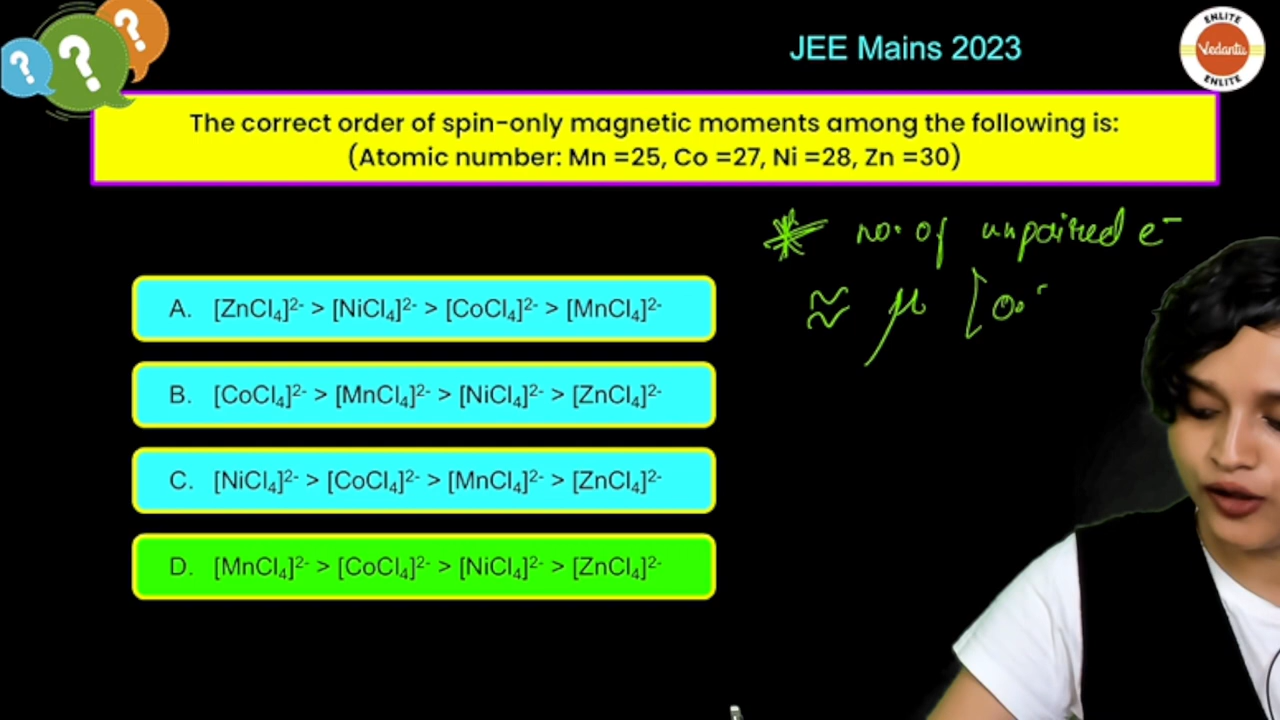 ? ? ?
JEE Mains 2023
ENLITE
Vedantu
ENLITE
The correct order of spin-only magnetic moments among the following is:
(Atomic number: Mn =25, Co =27, Ni =28, Zn =30)
* no. of unpaired e⁻
≈ μ [
A. [ZnCl₄]²⁻ > [NiCl₄]²⁻ > [CoCl₄]²⁻ > [MnCl₄]²⁻
B. [CoCl₄]²⁻ > [MnCl₄]²⁻ > [NiCl₄]²⁻ > [ZnCl₄]²⁻
C. [NiCl₄]²⁻ > [CoCl₄]²⁻ > [MnCl₄]²⁻ > [ZnCl₄]²⁻
D. [MnCl₄]²⁻ > [CoCl₄]²⁻ > [NiCl₄]²⁻ > [ZnCl₄]²⁻